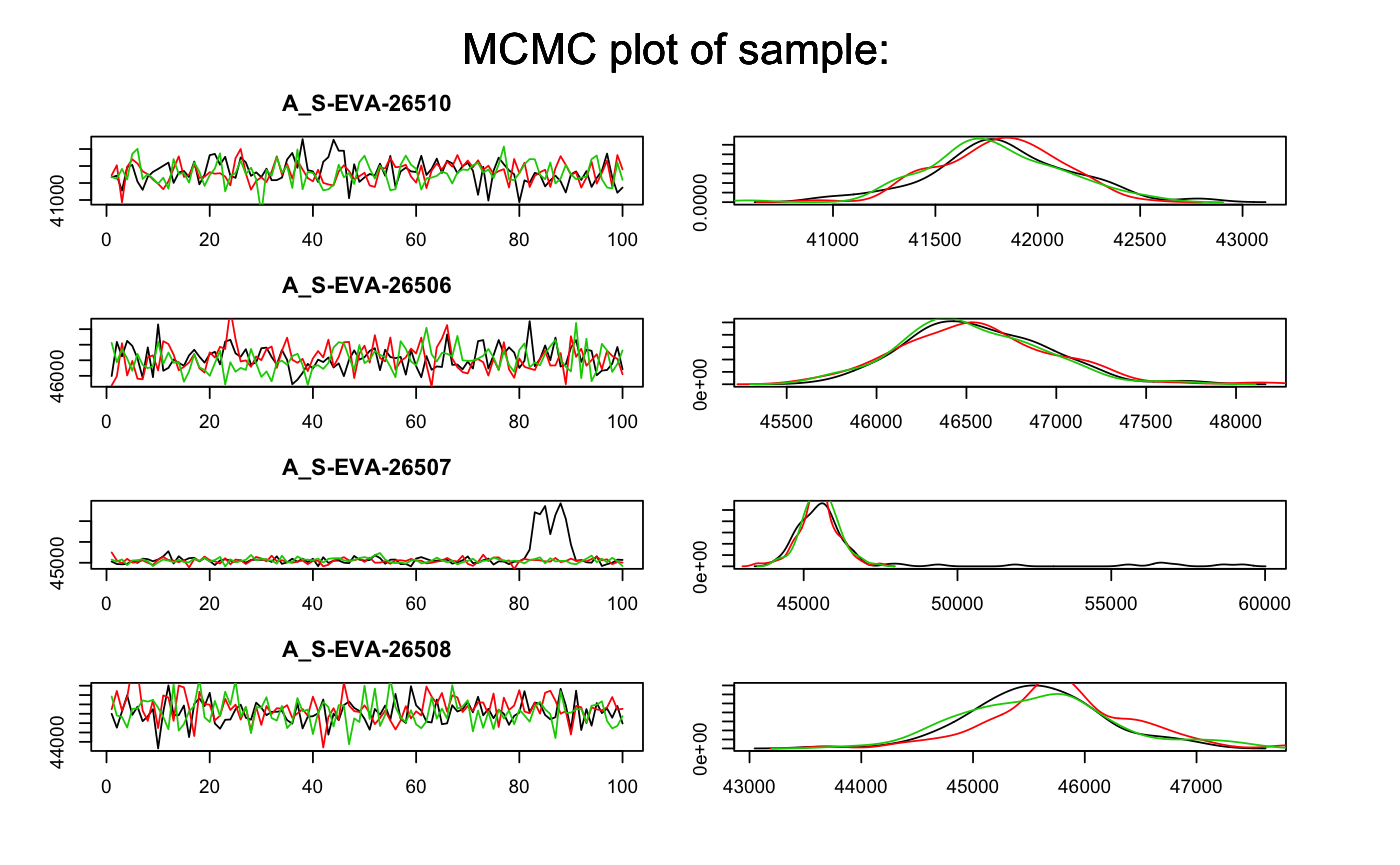 MCMC plot of sample:
A_S-EVA-26510
41000
0 20 40 60 80 100
0.0000
41000 41500 42000 42500 43000
A_S-EVA-26506
46000
0 20 40 60 80 100
0e+00
45500 46000 46500 47000 47500 48000
A_S-EVA-26507
45000
0 20 40 60 80 100
0e+00
45000 50000 55000 60000
A_S-EVA-26508
44000
0 20 40 60 80 100
0e+00
43000 44000 45000 46000 47000